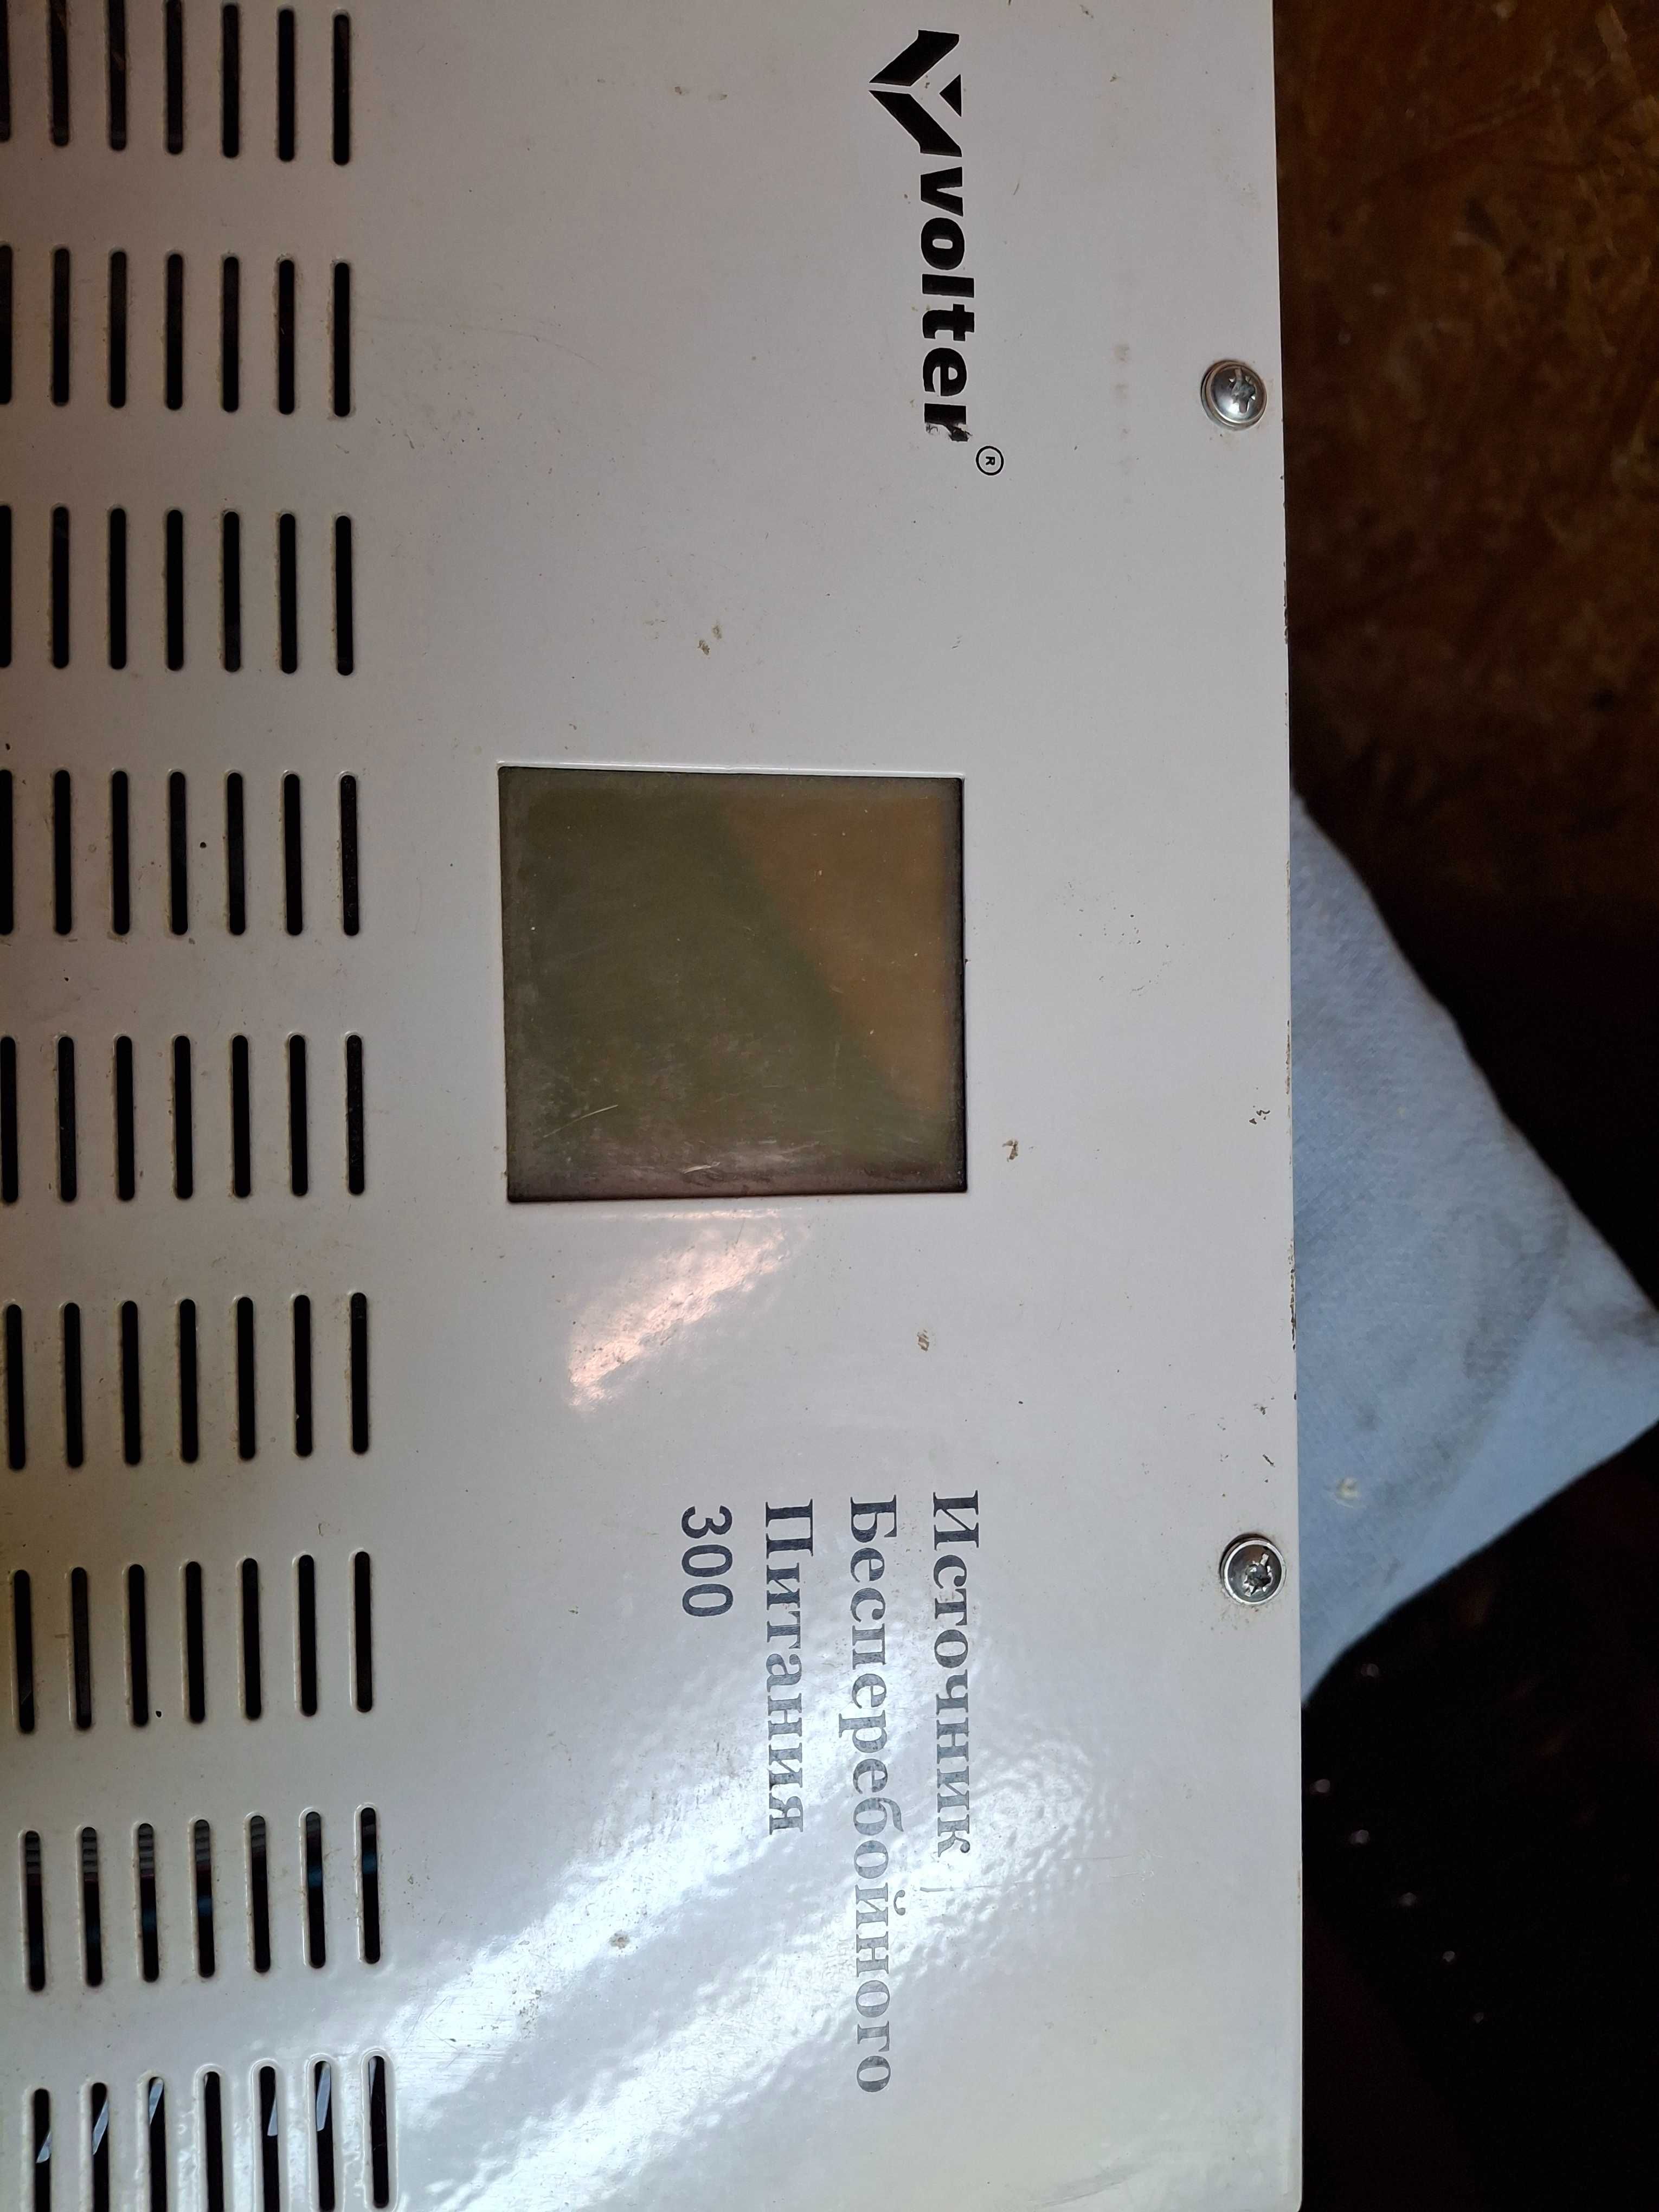 volter®
Источник
Бесперебойного
Питания
300